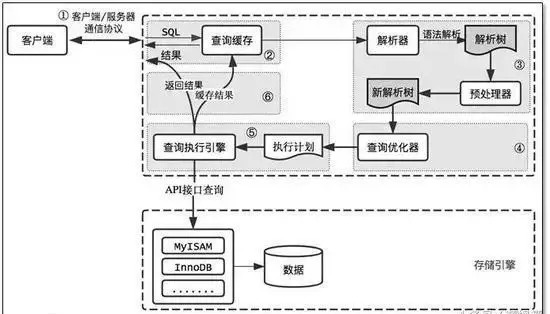 ① 客户端/服务器
通信协议
客户端
SQL
结果
查询缓存
②
解析器
语法解析
解析树
③
预处理器
新解析树
返回结果
缓存结果
⑥
查询执行引擎
⑤
执行计划
查询优化器
④
API接口查询
MyISAM
InnoDB
.......
数据
存储引擎